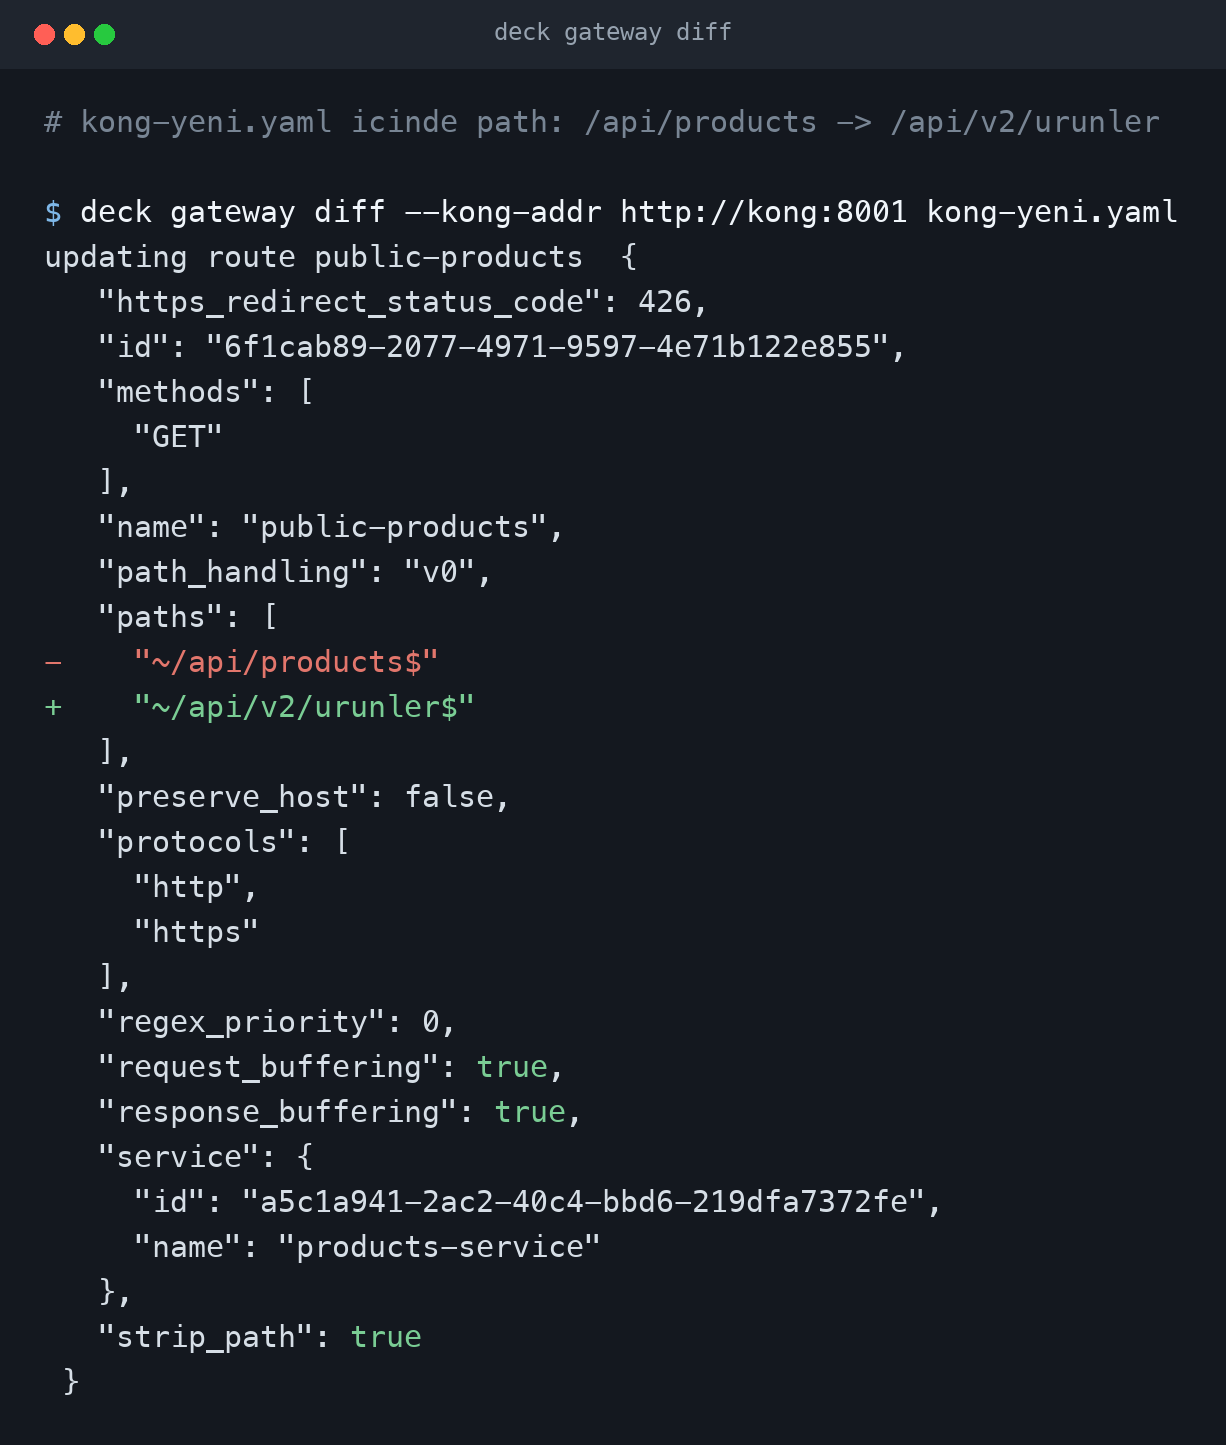 deck gateway diff
# kong-yeni.yaml icinde path: /api/products -> /api/v2/urunler
$ deck gateway diff --kong-addr http://kong:8001 kong-yeni.yaml
updating route public-products  {
   "https_redirect_status_code": 426,
   "id": "6f1cab89-2077-4971-9597-4e71b122e855",
   "methods": [
     "GET"
   ],
   "name": "public-products",
   "path_handling": "v0",
   "paths": [
-    "~/api/products$"
+    "~/api/v2/urunler$"
   ],
   "preserve_host": false,
   "protocols": [
     "http",
     "https"
   ],
   "regex_priority": 0,
   "request_buffering": true,
   "response_buffering": true,
   "service": {
     "id": "a5c1a941-2ac2-40c4-bbd6-219dfa7372fe",
     "name": "products-service"
   },
   "strip_path": true
 }